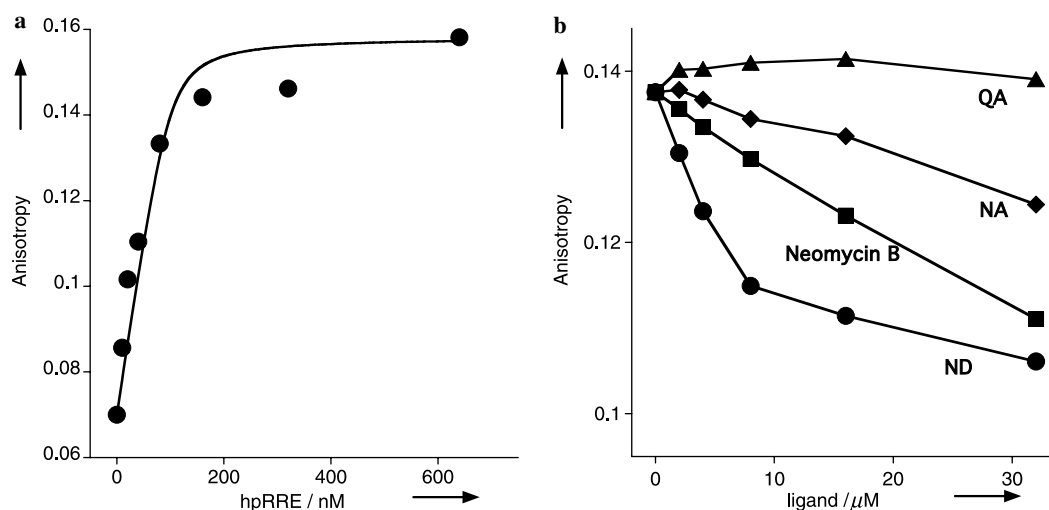 a
0.16
0.14
0.12
0.1
0.08
0.06
Anisotropy
0
200
400
600
hpRRE / nM
b
0.14
0.12
0.1
Anisotropy
QA
NA
Neomycin B
ND
0
10
20
30
ligand /μM